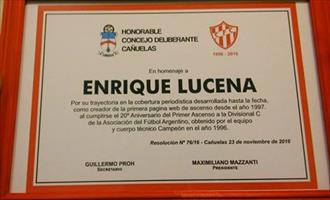 HONORABLE
CONCEJO DELIBERANTE
CAÑUELAS
1996 - 2016
En homenaje a
ENRIQUE LUCENA
Por su trayectoria en la cobertura periodística desarrollada hasta la fecha,
como creador de la primera pagina web de ascenso desde el año 1997,
al cumplirse el 20º Aniversario del Primer Ascenso a la Divisional C
de la Asociación del Fútbol Argentino, obtenido por el equipo
y cuerpo técnico Campeón en el año 1996.
Resolución Nº 76/16 - Cañuelas 23 de noviembre de 2016
GUILLERMO PROH
SECRETARIO
MAXIMILIANO MAZZANTI
PRESIDENTE